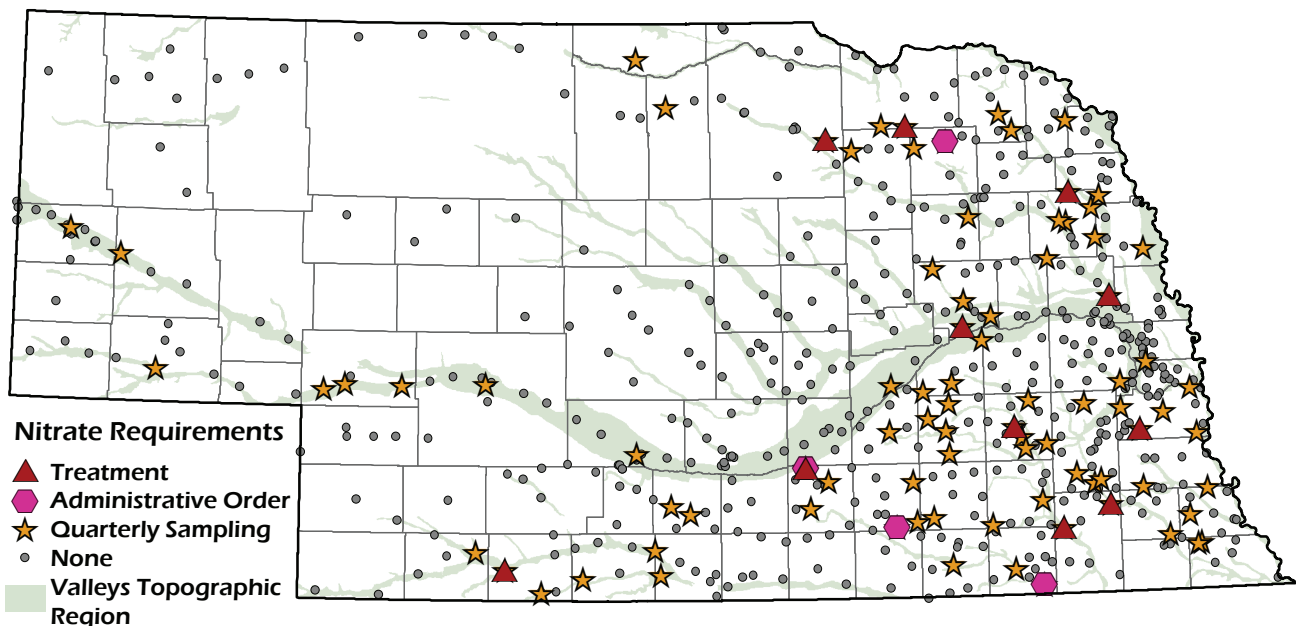 Nitrate Requirements
Treatment
Administrative Order
Quarterly Sampling
None
Valleys Topographic
Region